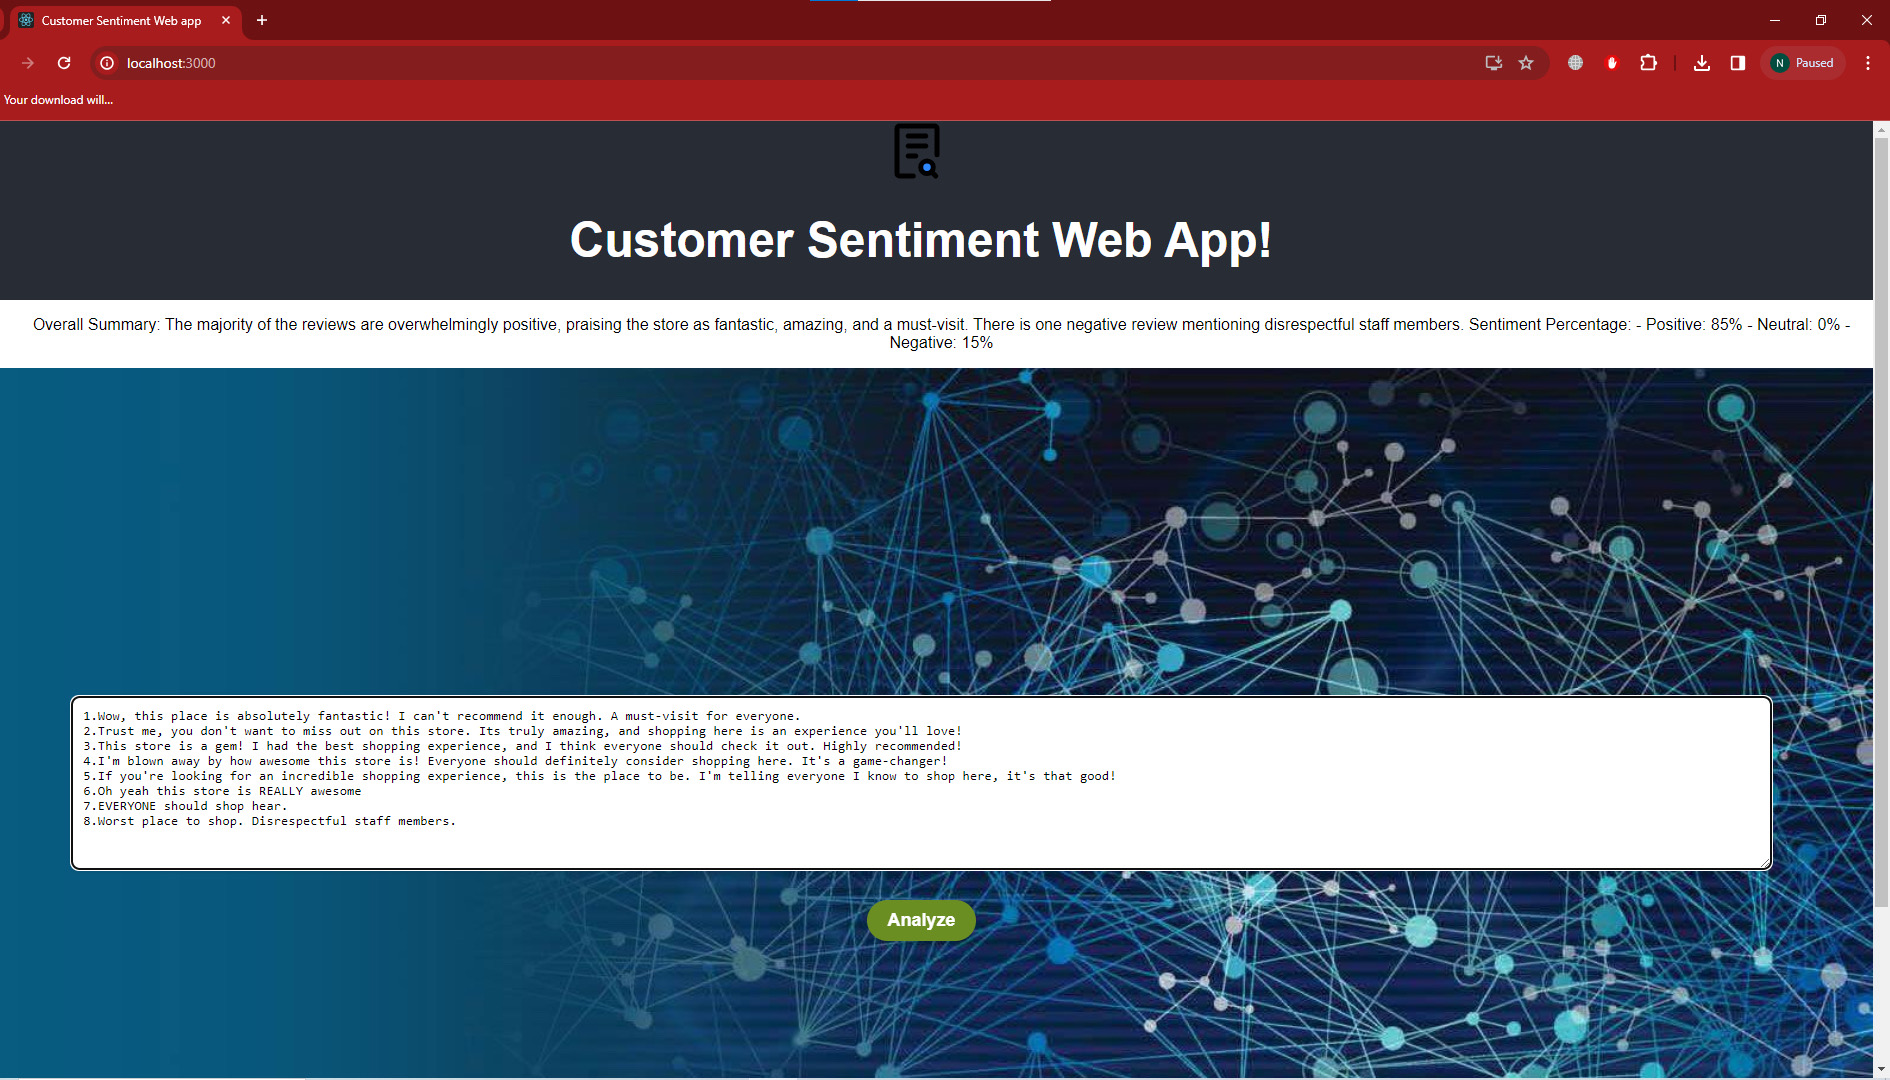 Customer Sentiment Web app
localhost:3000
N Paused
Your download will...
Customer Sentiment Web App!
Overall Summary: The majority of the reviews are overwhelmingly positive, praising the store as fantastic, amazing, and a must-visit. There is one negative review mentioning disrespectful staff members. Sentiment Percentage: - Positive: 85% - Neutral: 0% -
Negative: 15%
1.Wow, this place is absolutely fantastic! I can't recommend it enough. A must-visit for everyone.
2.Trust me, you don't want to miss out on this store. Its truly amazing, and shopping here is an experience you'll love!
3.This store is a gem! I had the best shopping experience, and I think everyone should check it out. Highly recommended!
4.I'm blown away by how awesome this store is! Everyone should definitely consider shopping here. It's a game-changer!
5.If you're looking for an incredible shopping experience, this is the place to be. I'm telling everyone I know to shop here, it's that good!
6.Oh yeah this store is REALLY awesome
7.EVERYONE should shop hear.
8.Worst place to shop. Disrespectful staff members.
Analyze